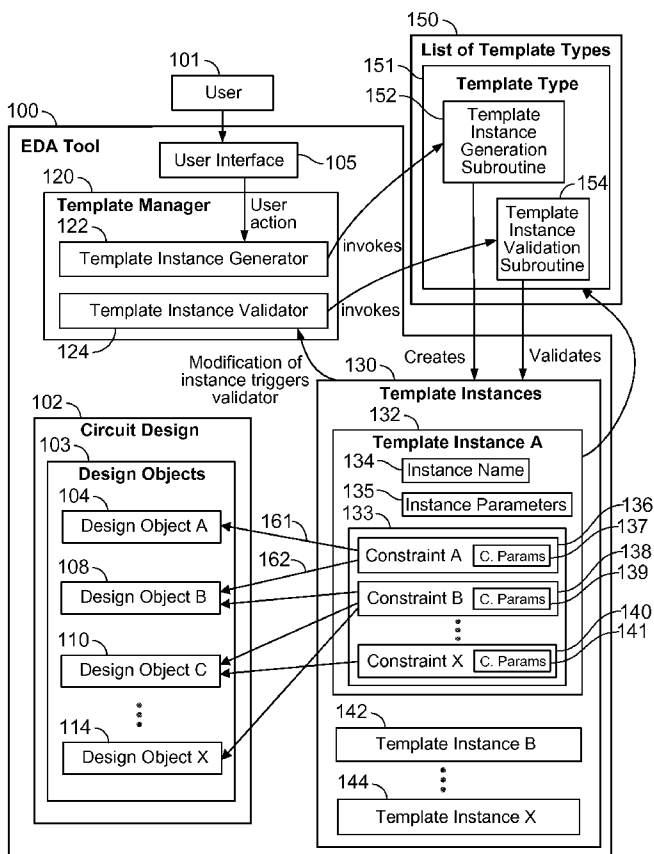 150
List of Template Types
151
Template Type
152
Template
Instance
Generation
Subroutine
154
Template
Instance
Validation
Subroutine
101
User
100
EDA Tool
User Interface
105
120
Template Manager
User
action
122
Template Instance Generator
invokes
Template Instance Validator
invokes
124
Modification of
instance triggers
validator
Creates
Validates
130
Template Instances
132
Template Instance A
134
Instance Name
135
Instance Parameters
133
136
Constraint A
C. Params
137
138
Constraint B
C. Params
139
140
Constraint X
C. Params
141
142
Template Instance B
144
Template Instance X
102
Circuit Design
103
Design Objects
104
Design Object A
161
162
108
Design Object B
110
Design Object C
114
Design Object X